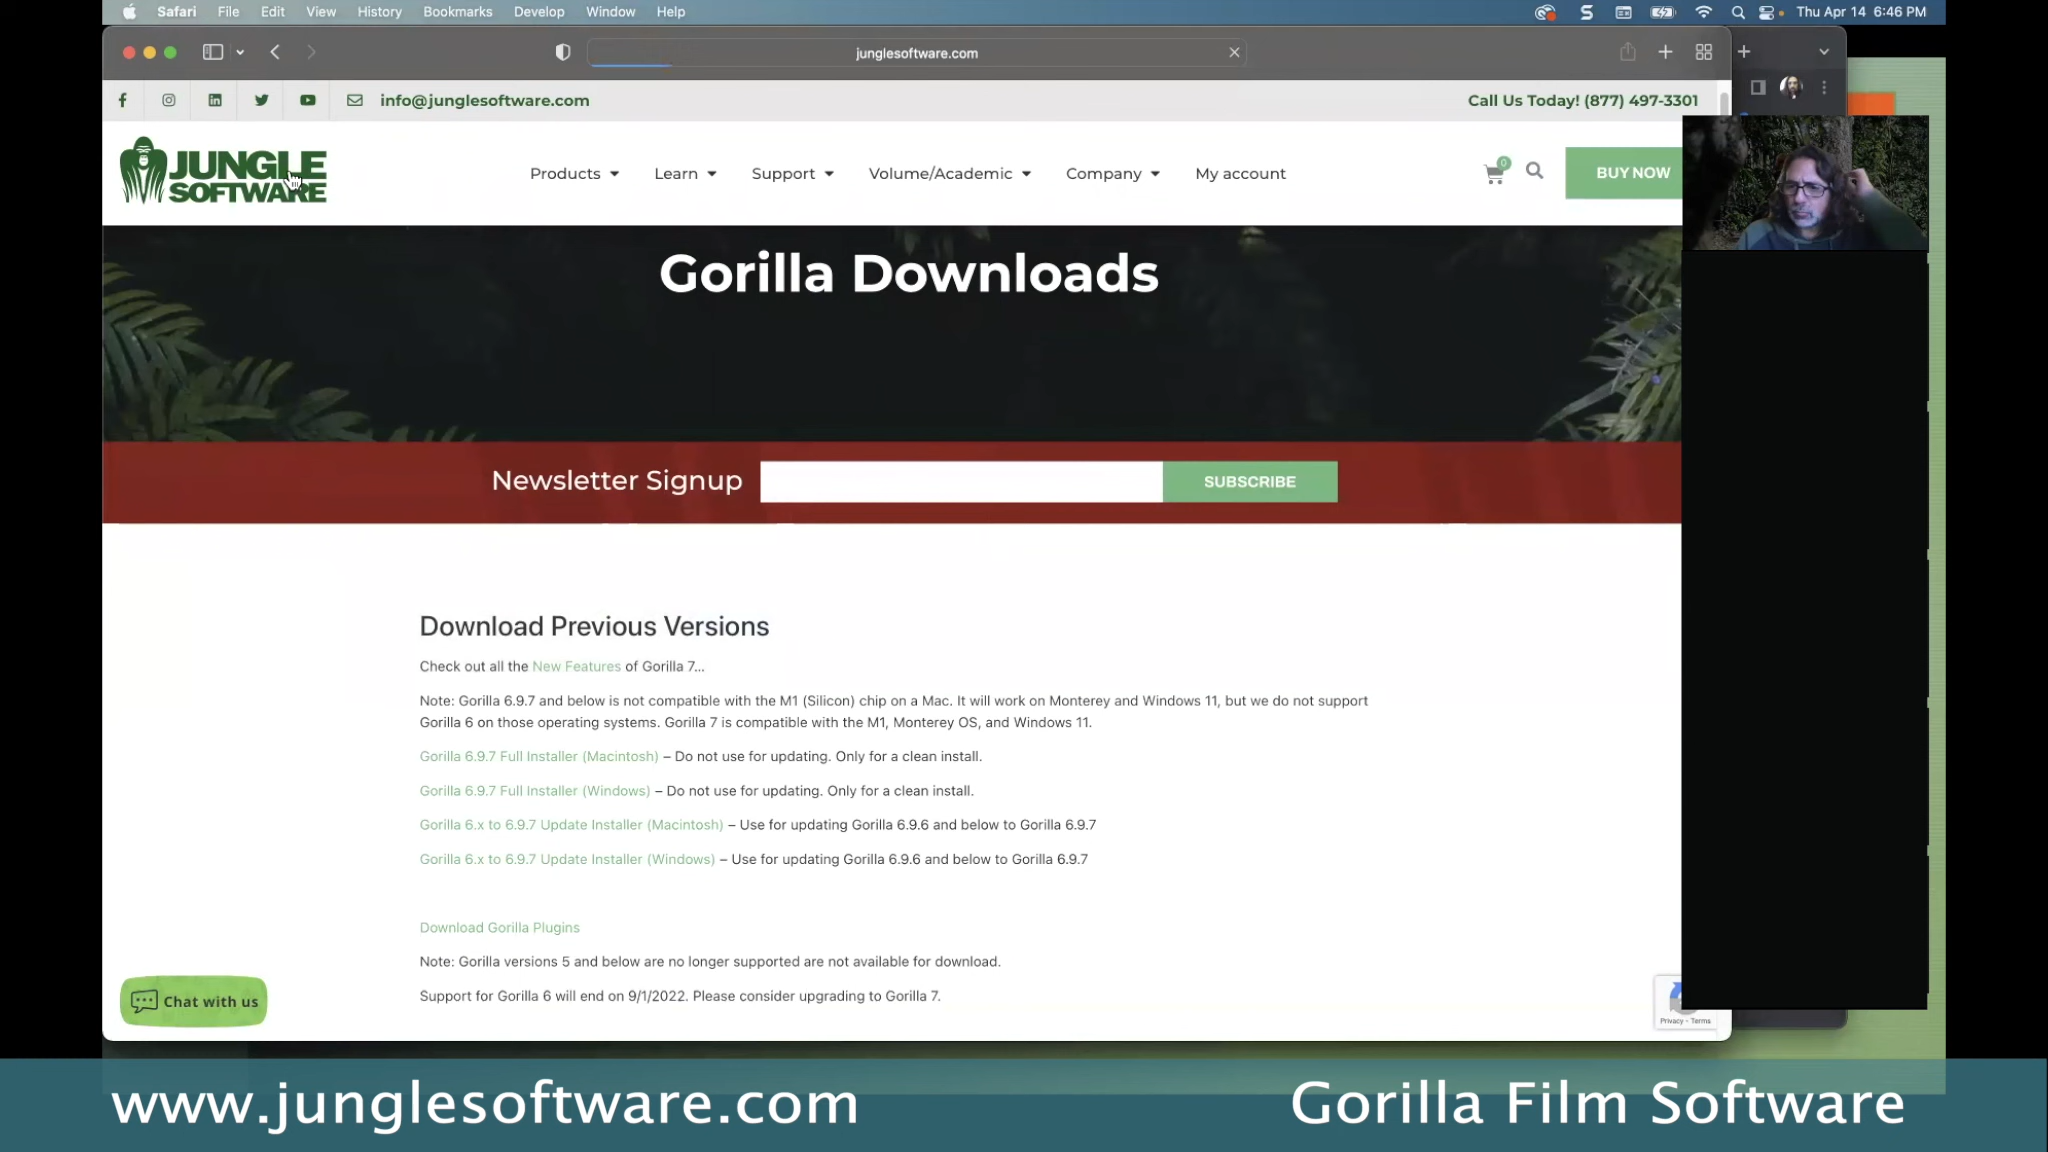 Safari File Edit View History Bookmarks Develop Window Help Thu Apr 14 6:46 PM
junglesoftware.com
info@junglesoftware.com Call Us Today! (877) 497-3301
JUNGLE SOFTWARE
Products Learn Support Volume/Academic Company My account 0 BUY NOW
Gorilla Downloads
Newsletter Signup SUBSCRIBE
Download Previous Versions
Check out all the New Features of Gorilla 7...
Note: Gorilla 6.9.7 and below is not compatible with the M1 (Silicon) chip on a Mac. It will work on Monterey and Windows 11, but we do not support
Gorilla 6 on those operating systems. Gorilla 7 is compatible with the M1, Monterey OS, and Windows 11.
Gorilla 6.9.7 Full Installer (Macintosh) – Do not use for updating. Only for a clean install.
Gorilla 6.9.7 Full Installer (Windows) – Do not use for updating. Only for a clean install.
Gorilla 6.x to 6.9.7 Update Installer (Macintosh) – Use for updating Gorilla 6.9.6 and below to Gorilla 6.9.7
Gorilla 6.x to 6.9.7 Update Installer (Windows) – Use for updating Gorilla 6.9.6 and below to Gorilla 6.9.7
Download Gorilla Plugins
Note: Gorilla versions 5 and below are no longer supported are not available for download.
Support for Gorilla 6 will end on 9/1/2022. Please consider upgrading to Gorilla 7.
Chat with us
Privacy - Terms
www.junglesoftware.com Gorilla Film Software